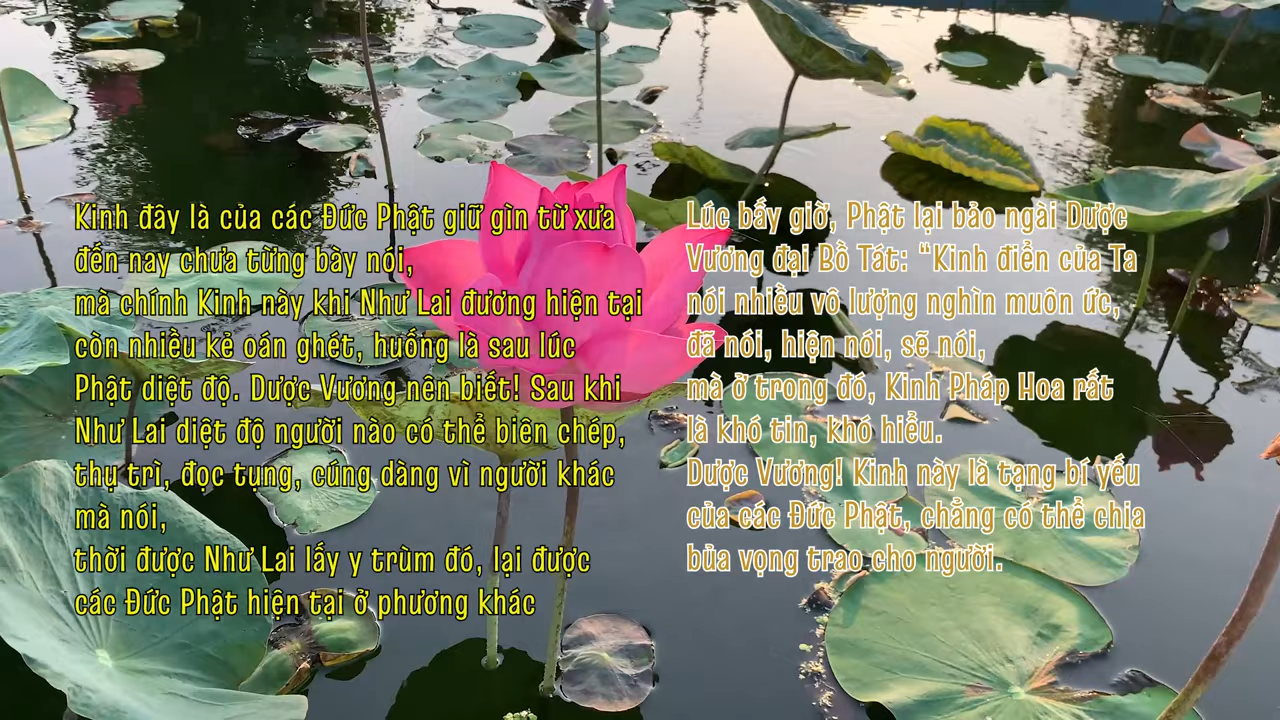 Kinh đây là của các Đức Phật giữ gìn từ xưa
đến nay chưa từng bày nói,
mà chính Kinh này khi Như Lai đương hiện tại
còn nhiều kẻ oán ghét, huống là sau lúc
Phật diệt độ. Dược Vương nên biết! Sau khi
Như Lai diệt độ người nào có thể biên chép,
thụ trì, đọc tụng, cúng dàng vì người khác
mà nói,
thời được Như Lai lấy y trùm đó, lại được
các Đức Phật hiện tại ở phương khác
Lúc bấy giờ, Phật lại bảo ngài Dược
Vương đại Bồ Tát: “Kinh điển của Ta
nói nhiều vô lượng nghìn muôn ức,
đã nói, hiện nói, sẽ nói,
mà ở trong đó, Kinh Pháp Hoa rất
là khó tin, khó hiểu.
Dược Vương! Kinh này là tạng bí yếu
của các Đức Phật, chẳng có thể chia
bủa vọng trao cho người.